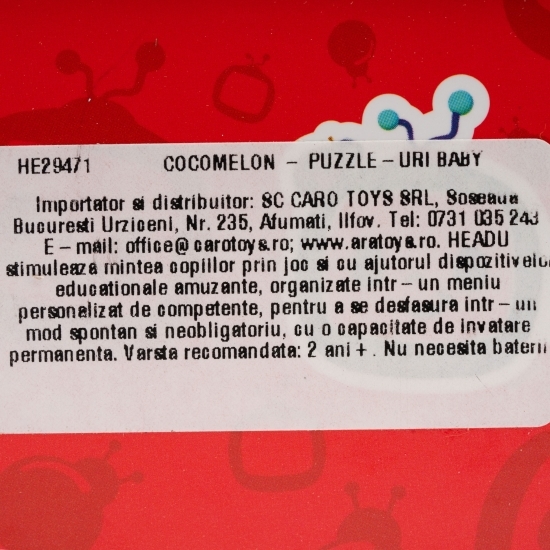 HE29471 COCOMELON - PUZZLE - URI BABY
Importator si distribuitor: SC CARO TOYS SRL, Soseaua
Bucuresti Urziceni, Nr. 235, Afumati, Ilfov. Tel: 0731 035 243
E - mail: office@carotoys.ro; www.aratoys.ro. HEADU
stimuleaza mintea copiilor prin joc si cu ajutorul dispozitivelor
educationale amuzante, organizate intr - un meniu
personalizat de competente, pentru a se desfasura intr - un
mod spontan si neobligatoriu, cu o capacitate de invatare
permanenta. Varsta recomandata: 2 ani + . Nu necesita baterii